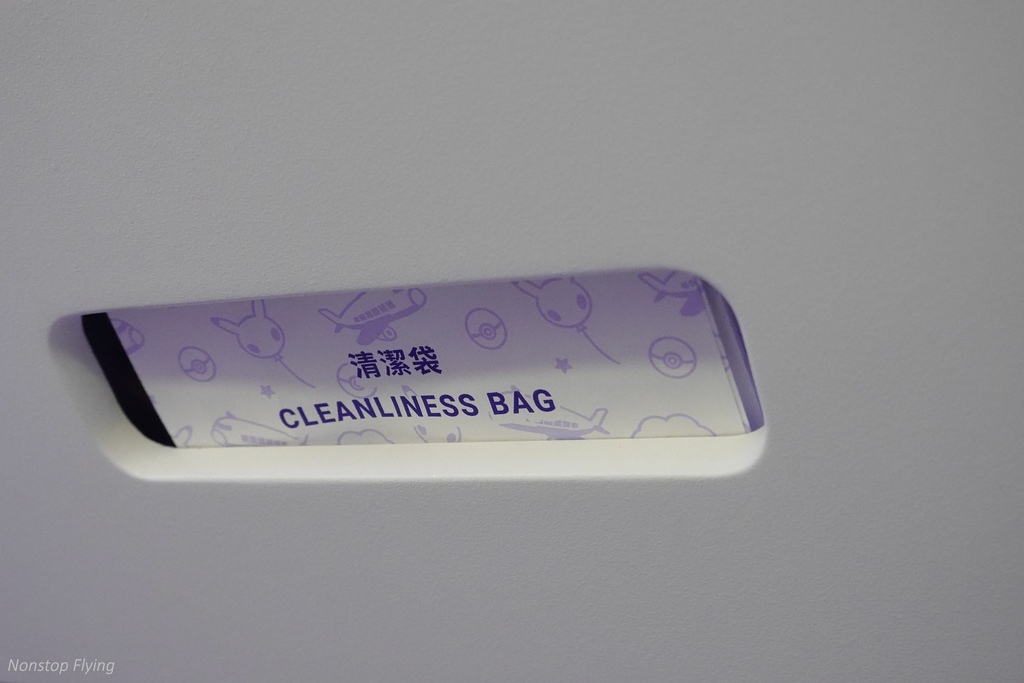 清潔袋
CLEANLINESS BAG
Nonstop Flying